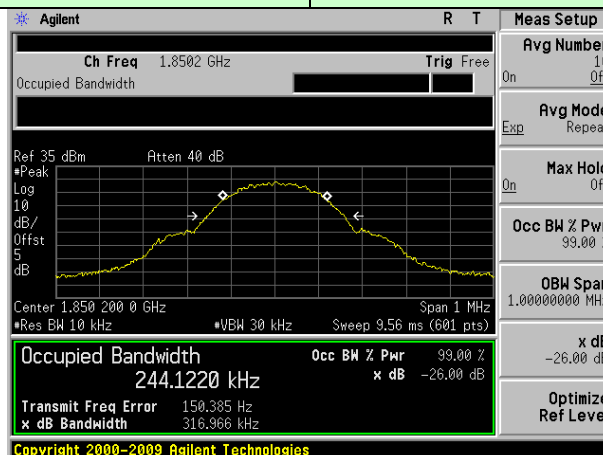 Agilent R T Meas Setup
Avg Number
On
Ch Freq 1.8502 GHz Trig Free
Occupied Bandwidth
Avg Mode
Exp Repeat
Ref 35 dBm Atten 40 dB
#Peak
Log
10
dB/
Offst
5
dB
Max Hold
On
Occ BW % Pwr
99.00 %
OBW Span
1.00000000 MHz
Center 1.850 200 0 GHz Span 1 MHz
#Res BW 10 kHz #VBW 30 kHz Sweep 9.56 ms (601 pts)
Occupied Bandwidth Occ BW % Pwr 99.00 %
244.1220 kHz x dB -26.00 dB
Transmit Freq Error 150.385 Hz
x dB Bandwidth 316.966 kHz
x dB
-26.00 dB
Optimize
Ref Level
Copyright 2000-2009 Agilent Technologies